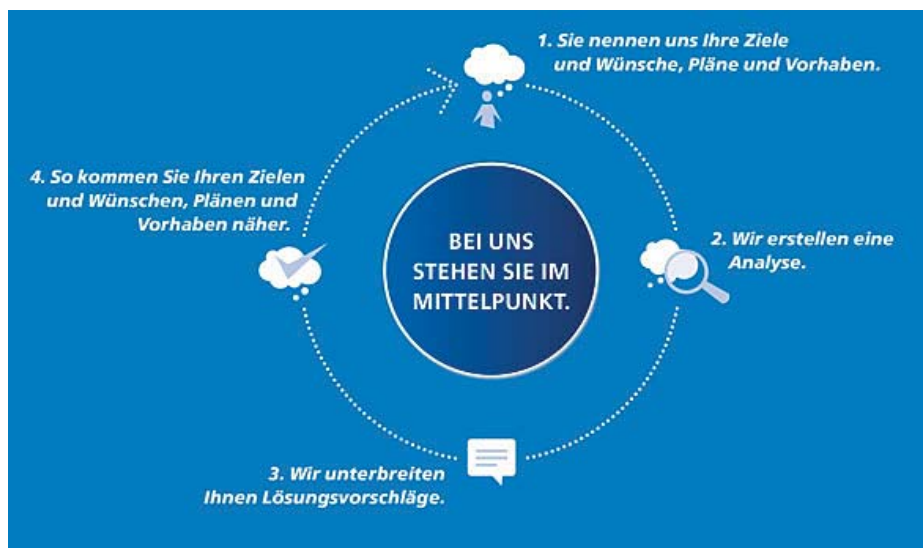 1. Sie nennen uns Ihre Ziele
und Wünsche, Pläne und Vorhaben.
2. Wir erstellen eine
Analyse.
3. Wir unterbreiten
Ihnen Lösungsvorschläge.
4. So kommen Sie Ihren Zielen
und Wünschen, Plänen und
Vorhaben näher.
BEI UNS
STEHEN SIE IM
MITTELPUNKT.